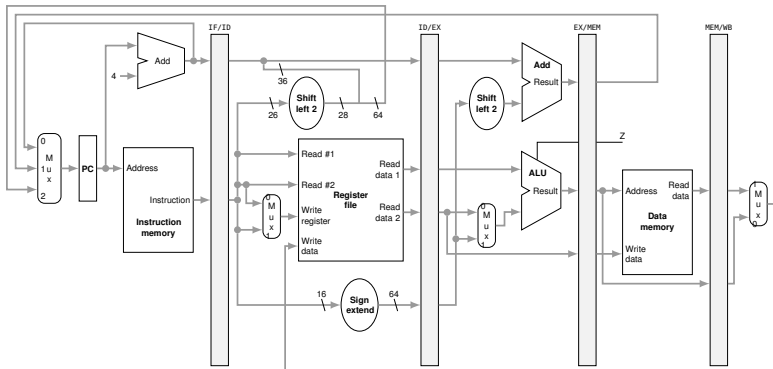 IF/ID
ID/EX
EX/MEM
MEM/WB
Add
4
36
Shift
left 2
26
28
64
Add
Result
Shift
left 2
0
M
1 u
x
2
PC
Address
Instruction
Instruction
memory
Read #1
Read #2
Write
register
Write
data
Register
file
Read
data 1
Read
data 2
0
M
u
x
1
0
M
u
x
1
ALU
Result
Z
Address
Read
data
Data
memory
Write
data
1
M
u
x
0
16
Sign
extend
64